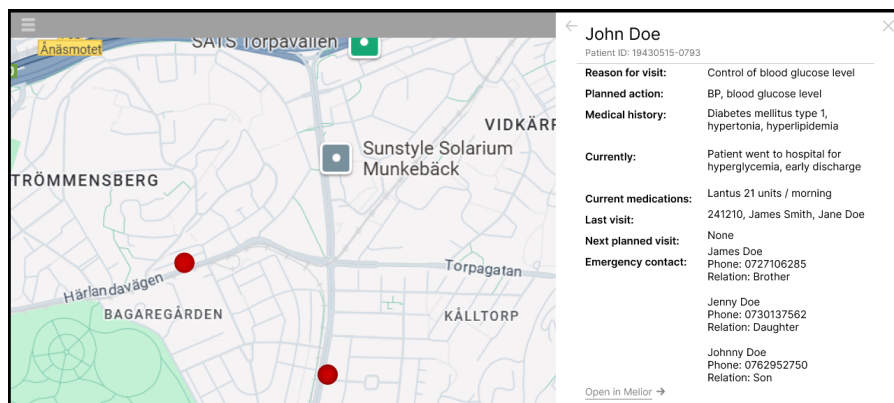 Ånäsmotet
SATS Torpavallen
VIDKÄRR
Sunstyle Solarium
Munkebäck
TRÖMMENSBERG
Torpagatan
Härlandavägen
BAGAREGÅRDEN
KÅLLTORP
John Doe
Patient ID: 19430515-0793
Reason for visit: Control of blood glucose level
Planned action: BP, blood glucose level
Medical history: Diabetes mellitus type 1,
hypertonia, hyperlipidemia
Currently: Patient went to hospital for
hyperglycemia, early discharge
Current medications: Lantus 21 units / morning
Last visit: 241210, James Smith, Jane Doe
Next planned visit: None
Emergency contact: James Doe
Phone: 0727106285
Relation: Brother
Jenny Doe
Phone: 0730137562
Relation: Daughter
Johnny Doe
Phone: 0762952750
Relation: Son
Open in Melior →